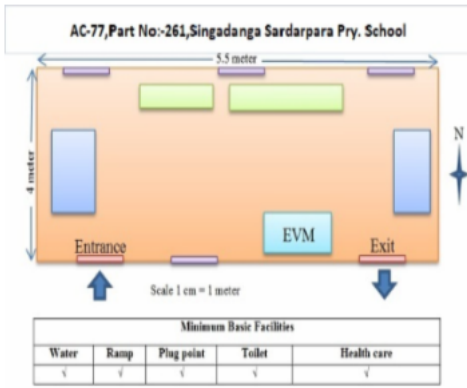 AC-77,Part No:-261,Singadanga Sardarpara Pry. School
5.5 meter
4 meter
N
EVM
Entrance
Exit
Scale 1 cm = 1 meter
Minimum Basic Facilities
Water Ramp Plug point Toilet Health care
√ √ √ √ √